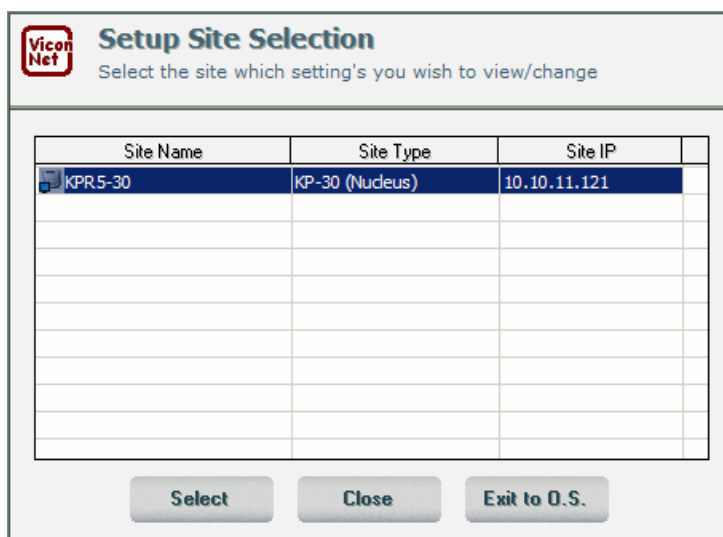 Vicon
Net
Setup Site Selection
Select the site which setting's you wish to view/change
Site Name Site Type Site IP
KPR5-30 KP-30 (Nucleus) 10.10.11.121
Select Close Exit to O.S.